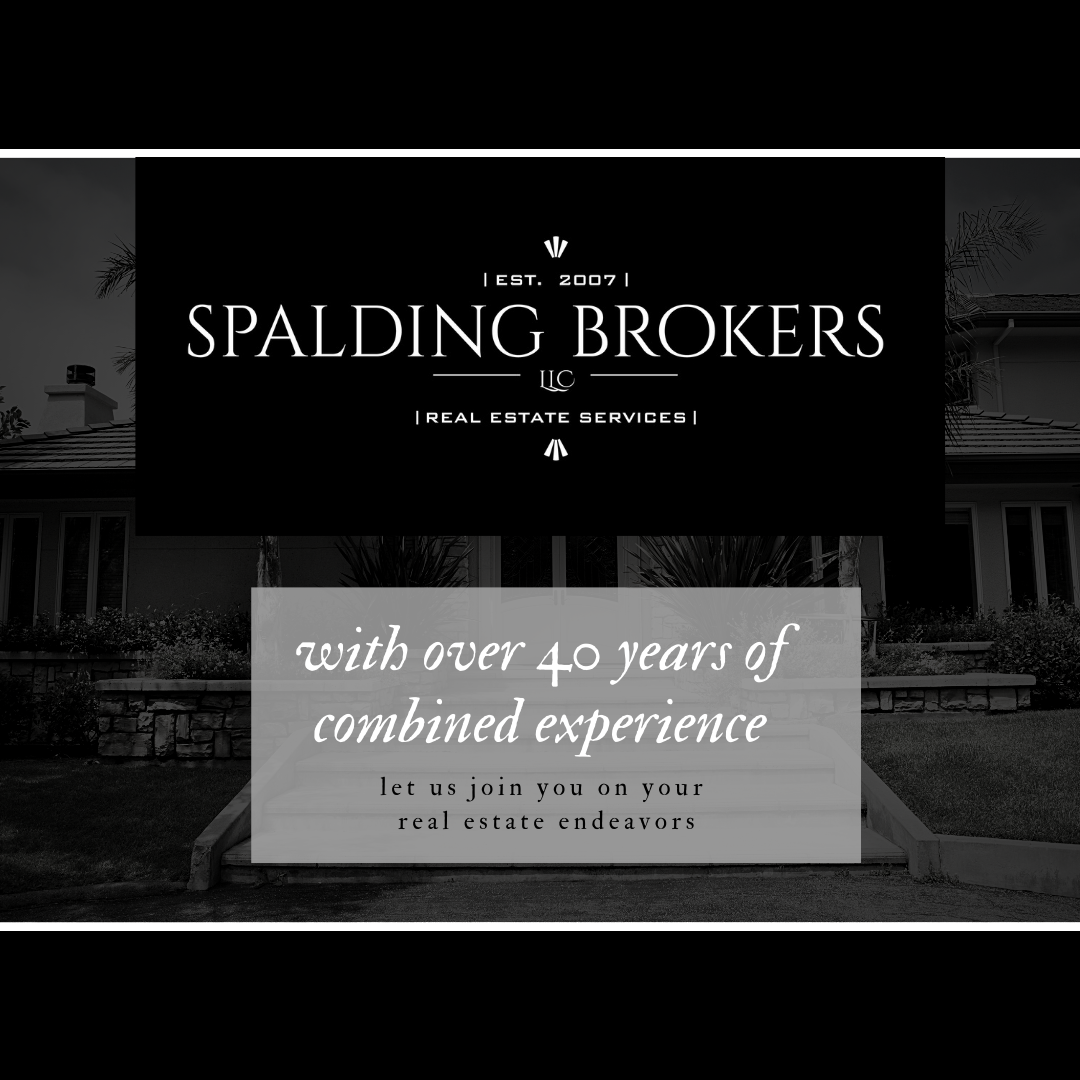 |EST. 2007|
SPALDING BROKERS
LLC
|REAL ESTATE SERVICES|
with over 40 years of
combined experience
let us join you on your
real estate endeavors